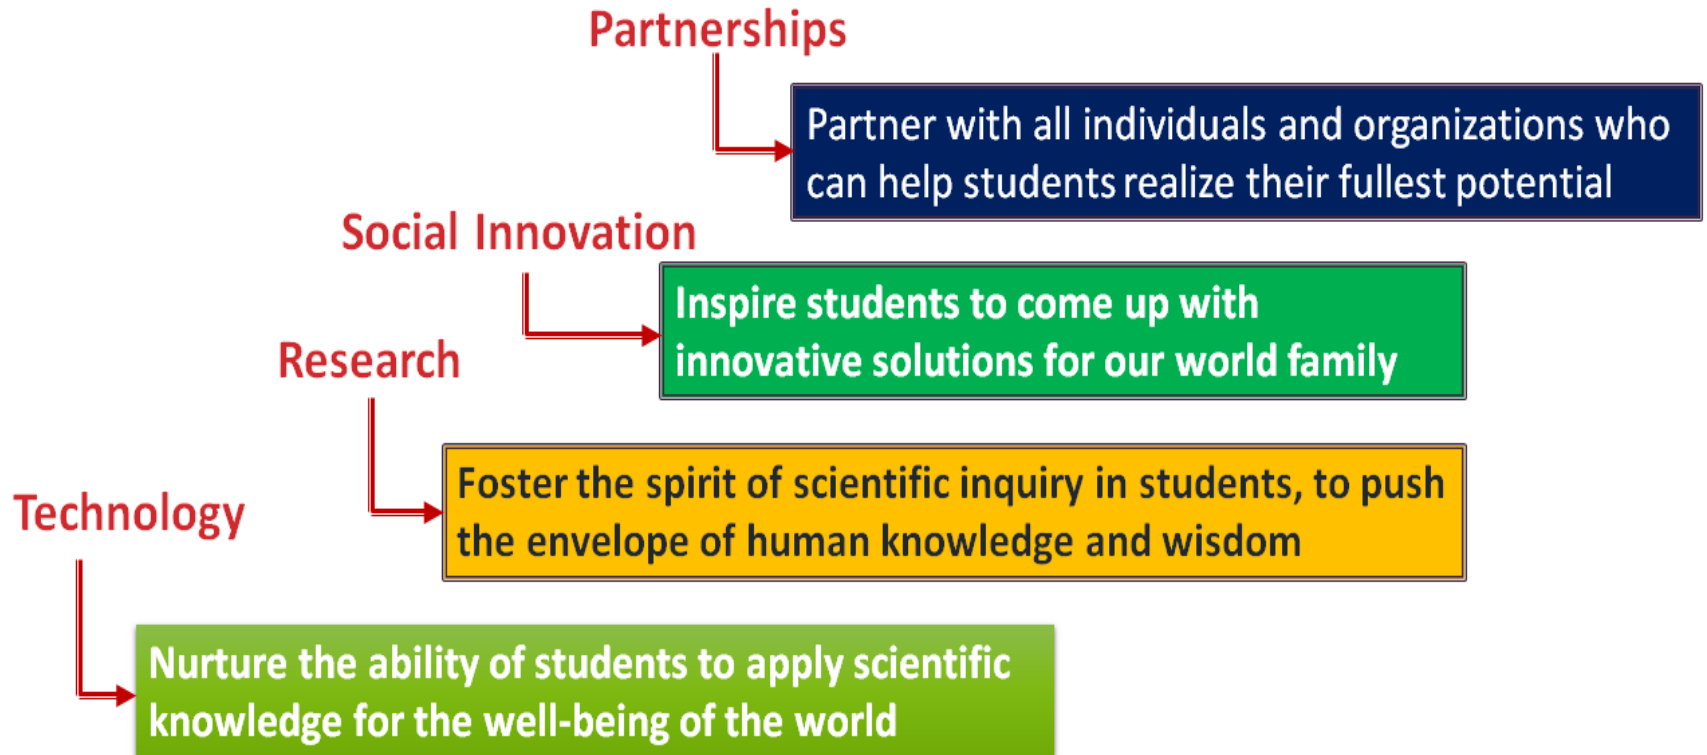 Partnerships
Partner with all individuals and organizations who
can help students realize their fullest potential
Social Innovation
Inspire students to come up with
innovative solutions for our world family
Research
Foster the spirit of scientific inquiry in students, to push
the envelope of human knowledge and wisdom
Technology
Nurture the ability of students to apply scientific
knowledge for the well-being of the world